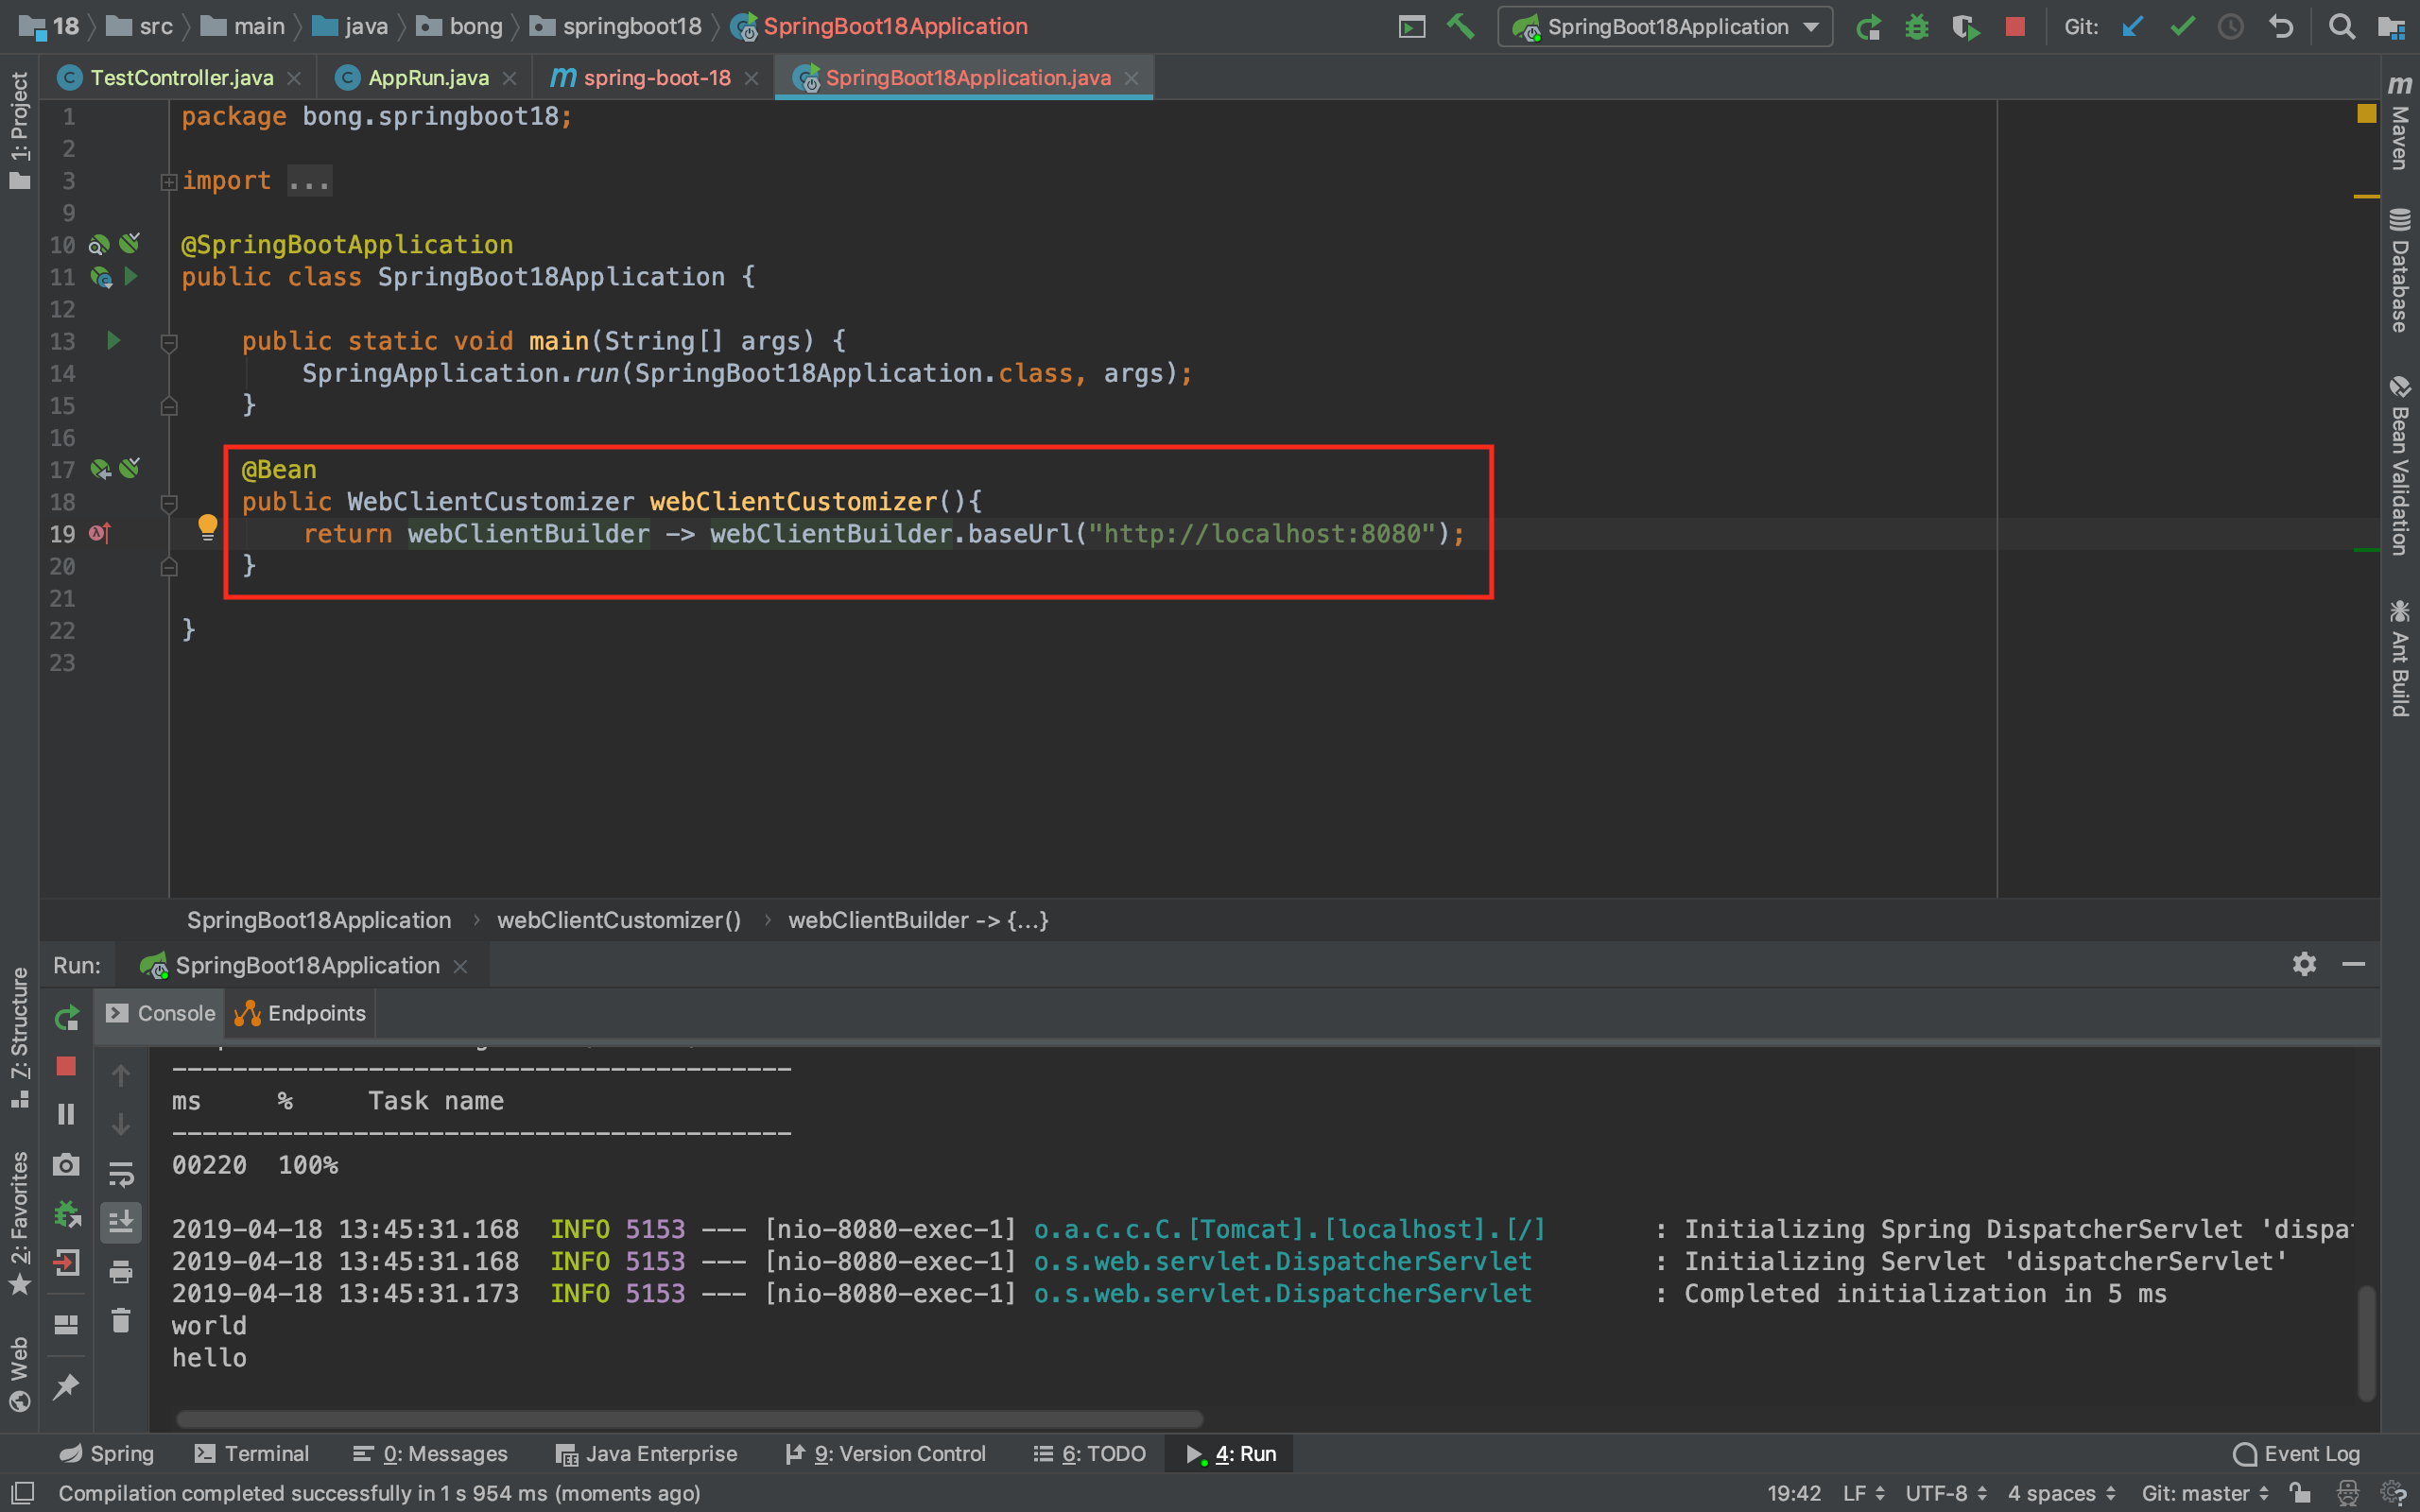 18 src main java bong springboot18 SpringBoot18Application SpringBoot18Application Git:
TestController.java AppRun.java spring-boot-18 SpringBoot18Application.java
1: Project
7: Structure
2: Favorites
Web
Maven
Database
Bean Validation
Ant Build
1 package bong.springboot18;
2
3 import ...
9
10 @SpringBootApplication
11 public class SpringBoot18Application {
12
13 public static void main(String[] args) {
14 SpringApplication.run(SpringBoot18Application.class, args);
15 }
16
17 @Bean
18 public WebClientCustomizer webClientCustomizer(){
19 return webClientBuilder -> webClientBuilder.baseUrl("http://localhost:8080");
20 }
21
22 }
23
SpringBoot18Application › webClientCustomizer() › webClientBuilder -> {...}
Run: SpringBoot18Application
Console Endpoints
-----------------------------------------
ms % Task name
-----------------------------------------
00220 100%
2019-04-18 13:45:31.168 INFO 5153 --- [nio-8080-exec-1] o.a.c.c.C.[Tomcat].[localhost].[/] : Initializing Spring DispatcherServlet 'dispa
2019-04-18 13:45:31.168 INFO 5153 --- [nio-8080-exec-1] o.s.web.servlet.DispatcherServlet : Initializing Servlet 'dispatcherServlet'
2019-04-18 13:45:31.173 INFO 5153 --- [nio-8080-exec-1] o.s.web.servlet.DispatcherServlet : Completed initialization in 5 ms
world
hello
Spring Terminal 0: Messages Java Enterprise 9: Version Control 6: TODO 4: Run Event Log
Compilation completed successfully in 1 s 954 ms (moments ago) 19:42 LF UTF-8 4 spaces Git: master